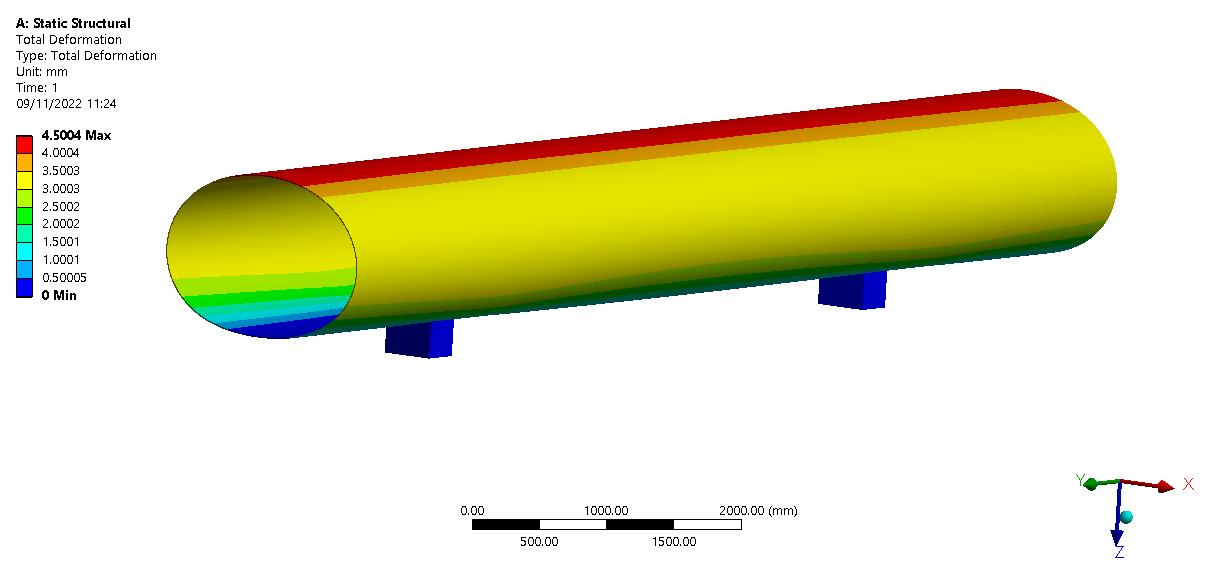 A: Static Structural
Total Deformation
Type: Total Deformation
Unit: mm
Time: 1
09/11/2022 11:24
4.5004 Max
4.0004
3.5003
3.0003
2.5002
2.0002
1.5001
1.0001
0.50005
0 Min
0.00 1000.00 2000.00 (mm)
500.00 1500.00
Y X
Z